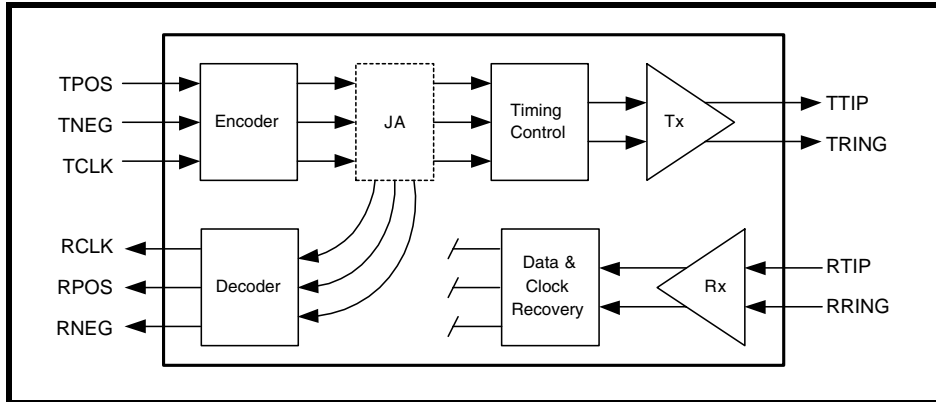 TPOS
TNEG
TCLK
Encoder
JA
Timing
Control
Tx
TTIP
TRING
RCLK
RPOS
RNEG
Decoder
Data &
Clock
Recovery
Rx
RTIP
RRING